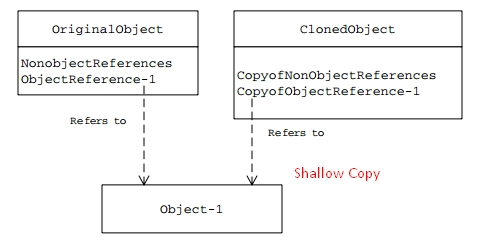 OriginalObject
NonobjectReferences
ObjectReference-1
ClonedObject
CopyofNonObjectReferences
CopyofObjectReference-1
Refers to
Refers to
Shallow Copy
Object-1